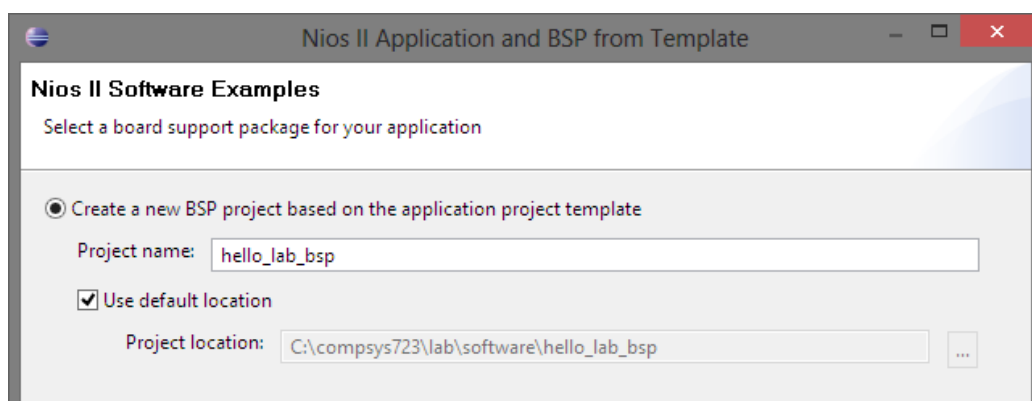 Nios II Application and BSP from Template
Nios II Software Examples
Select a board support package for your application
Create a new BSP project based on the application project template
Project name: hello_lab_bsp
Use default location
Project location: C:\compsys723\lab\software\hello_lab_bsp ...